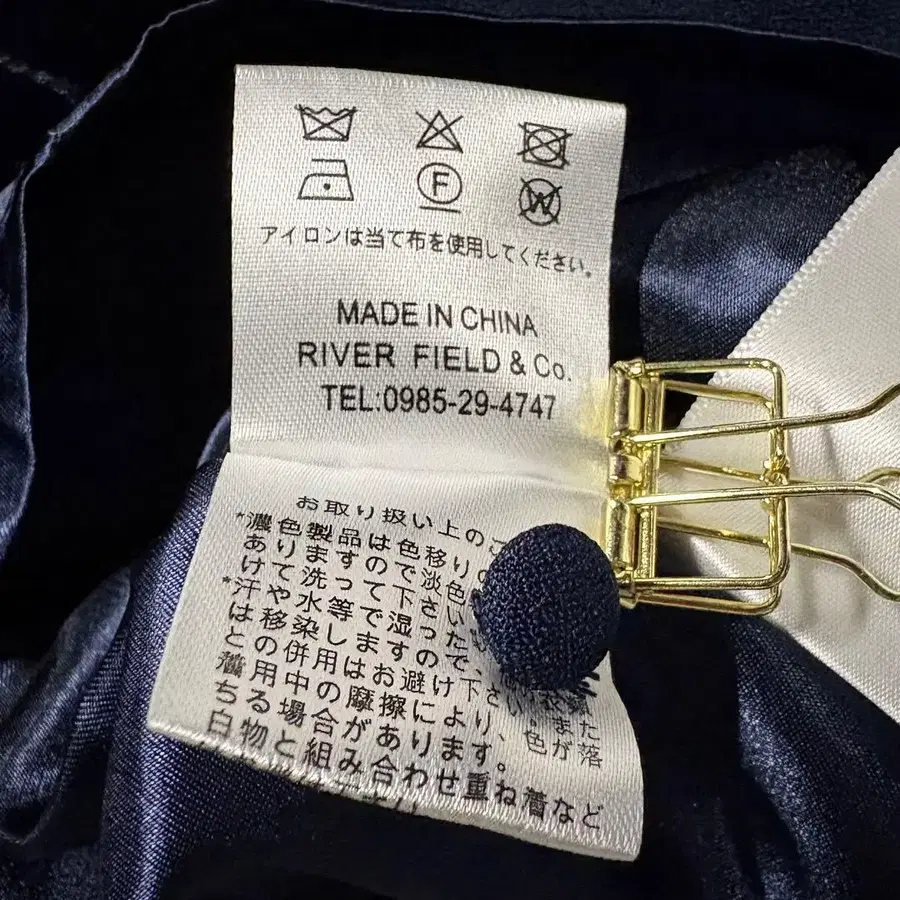 F
W
アイロンは当て布を使用してください。
MADE IN CHINA
RIVER FIELD & Co.
TEL:0985-29-4747
お取り扱い上のご
*濃色製品は色移りの
ありますので淡色
けて洗って下さい
*汗や水等で湿った
は移染しますので、
との併用はお避け下さ
着用中の摩擦により、色が落
ちる場合があります。
白物と組み合わせ重ね着など